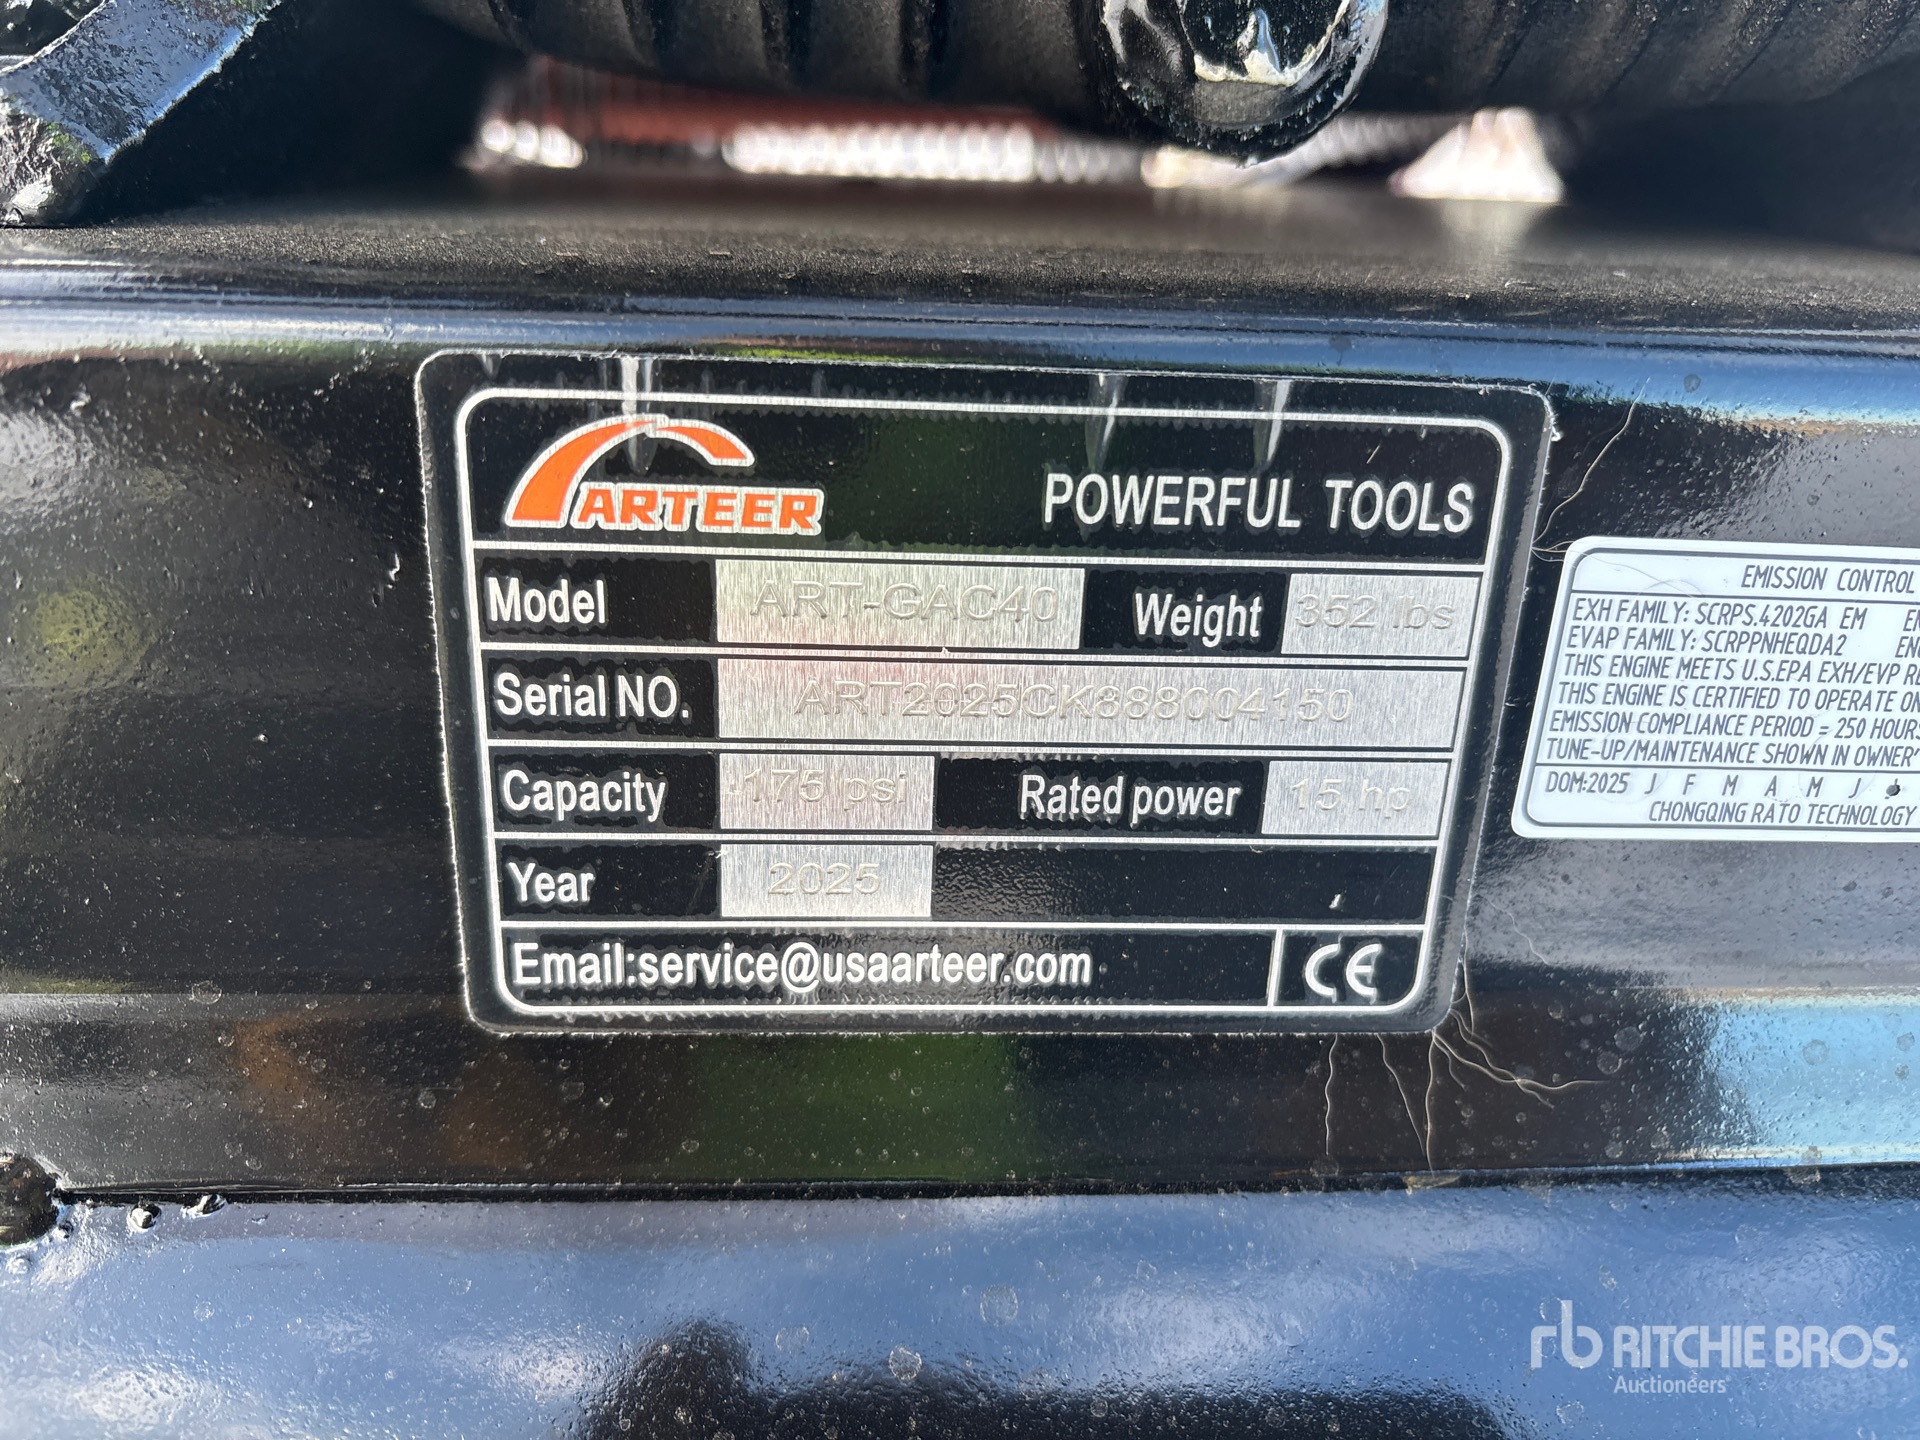 ARTEER
POWERFUL TOOLS
Model ART-GAC40 Weight 352 lbs
Serial NO. ART2025CK888004150
Capacity 175 psi Rated power 15 hp
Year 2025
Email:service@usaarteer.com CE
EMISSION CONTROL
EXH FAMILY: SCRPS.4202GA EM
EVAP FAMILY: SCRPPNHEQDA2
THIS ENGINE MEETS U.S.EPA EXH/EVP
THIS ENGINE IS CERTIFIED TO OPERATE ON
EMISSION COMPLIANCE PERIOD = 250 HOURS
TUNE-UP/MAINTENANCE SHOWN IN OWNER'
DOM:2025 J F M A M J
CHONGQING RATO TECHNOLOGY
rb RITCHIE BROS.
Auctioneers